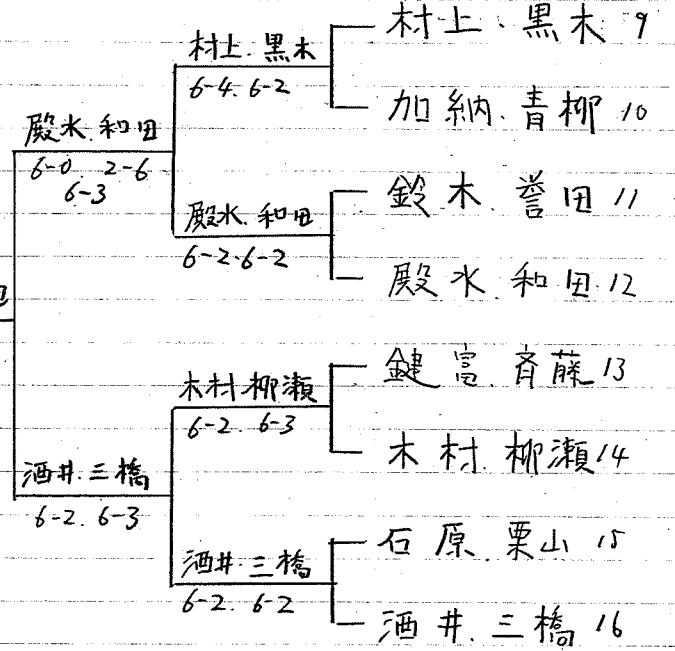 村上・黒木 9
村上・黒木
6-4. 6-2
加納・青柳 10
殿水・和田
6-0. 2-6
6-3
鈴木・誉田 11
殿水・和田
6-2・6-2
殿水・和田 12
鍵富・斉藤 13
木村・柳瀬
6-2. 6-3
木村・柳瀬 14
酒井・三橋
6-2. 6-3
石原・栗山 15
酒井・三橋
6-2. 6-2
酒井・三橋 16